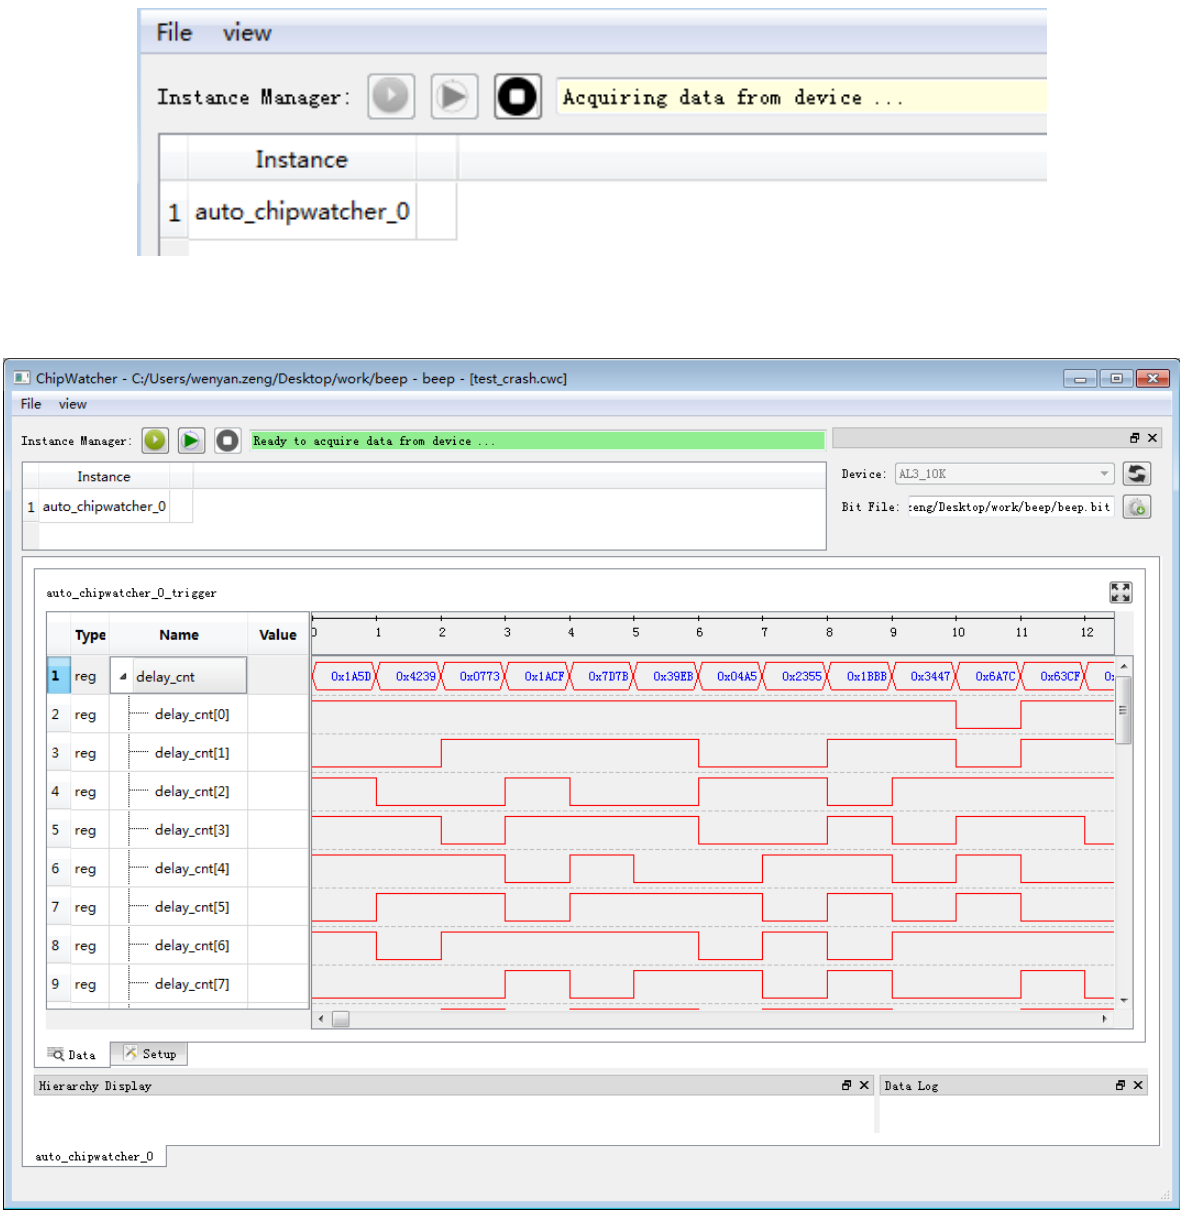 File view
Instance Manager: Acquiring data from device ...
Instance
1 auto_chipwatcher_0
ChipWatcher - C:/Users/wenyan.zeng/Desktop/work/beep - beep - [test_crash.cwc]
File view
Instance Manager: Ready to acquire data from device ...
Instance
1 auto_chipwatcher_0
Device: AL3_10K
Bit File: :eng/Desktop/work/beep/beep.bit
auto_chipwatcher_0_trigger
Type Name Value 0 1 2 3 4 5 6 7 8 9 10 11 12
1 reg delay_cnt 0x1A5D 0x4239 0x0773 0x1ACF 0x7D7B 0x39EB 0x04A5 0x2355 0x1BBB 0x3447 0x6A7C 0x63CF 0:
2 reg delay_cnt[0]
3 reg delay_cnt[1]
4 reg delay_cnt[2]
5 reg delay_cnt[3]
6 reg delay_cnt[4]
7 reg delay_cnt[5]
8 reg delay_cnt[6]
9 reg delay_cnt[7]
Data Setup
Hierarchy Display
Data Log
auto_chipwatcher_0